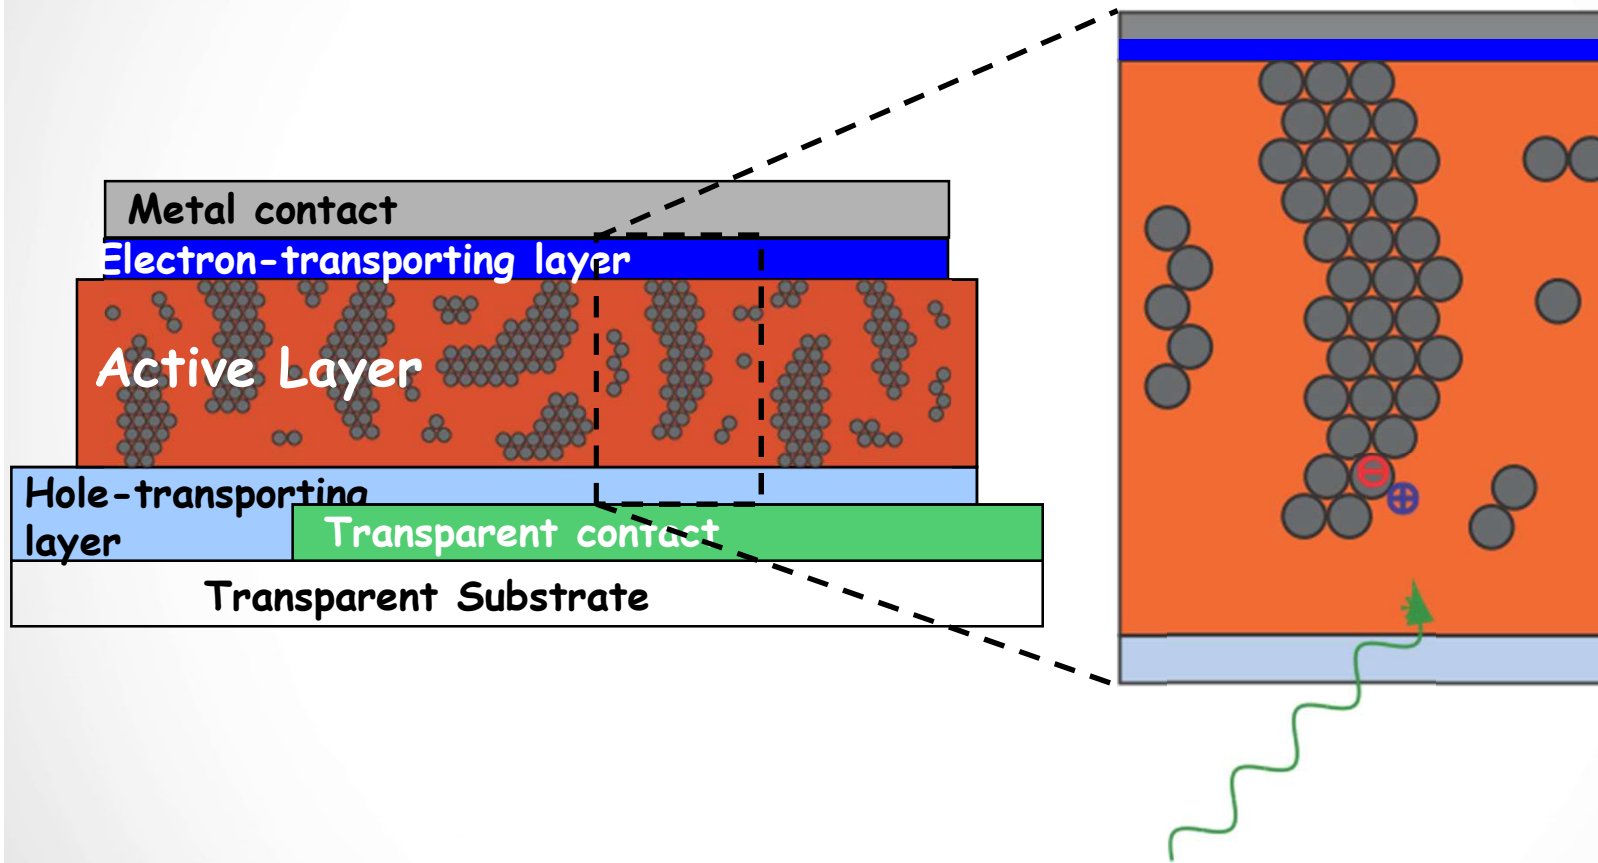 Metal contact
Electron-transporting layer
Active Layer
Hole-transporting
layer
Transparent contact
Transparent Substrate